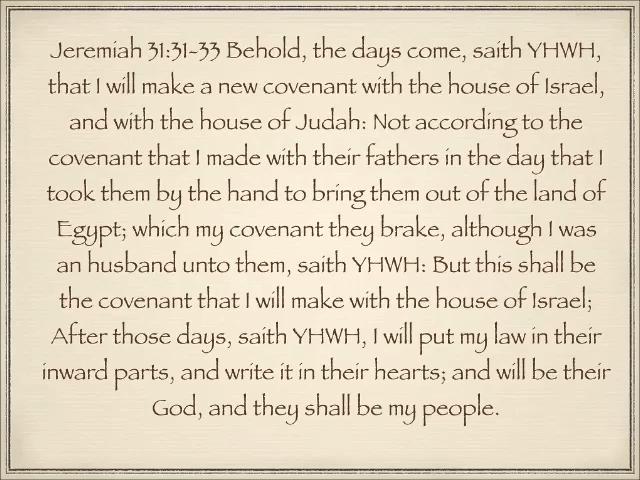 Jeremiah 31:31-33 Behold, the days come, saith YHWH,
that I will make a new covenant with the house of Israel,
and with the house of Judah: Not according to the
covenant that I made with their fathers in the day that I
took them by the hand to bring them out of the land of
Egypt; which my covenant they brake, although I was
an husband unto them, saith YHWH: But this shall be
the covenant that I will make with the house of Israel;
After those days, saith YHWH, I will put my law in their
inward parts, and write it in their hearts; and will be their
God, and they shall be my people.